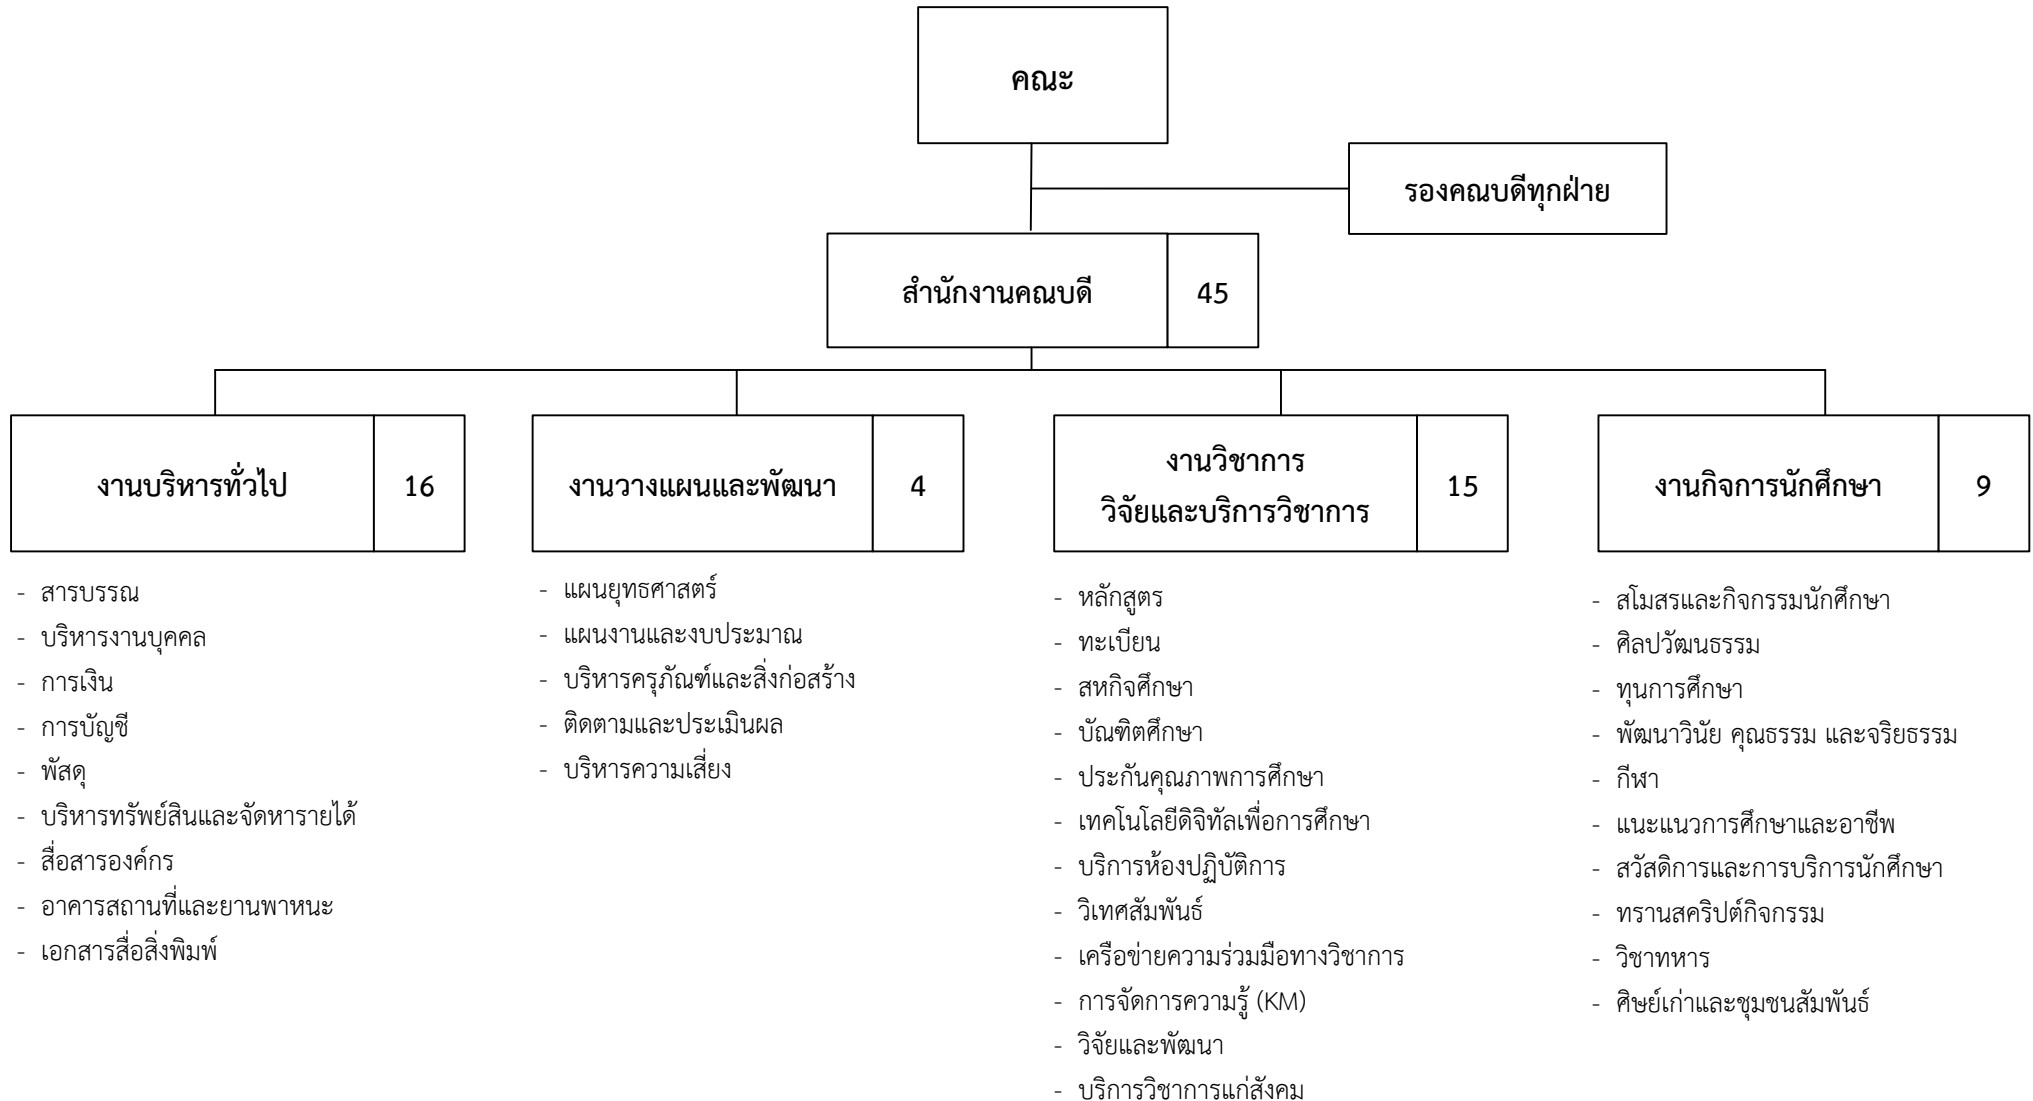 คณะ
รองคณบดีทุกฝ่าย
สำนักงานคณบดี 45
งานบริหารทั่วไป 16
- สารบรรณ
- บริหารงานบุคคล
- การเงิน
- การบัญชี
- พัสดุ
- บริหารทรัพย์สินและจัดหารายได้
- สื่อสารองค์กร
- อาคารสถานที่และยานพาหนะ
- เอกสารสื่อสิ่งพิมพ์
งานวางแผนและพัฒนา 4
- แผนยุทธศาสตร์
- แผนงานและงบประมาณ
- บริหารครุภัณฑ์และสิ่งก่อสร้าง
- ติดตามและประเมินผล
- บริหารความเสี่ยง
งานวิชาการ
วิจัยและบริการวิชาการ 15
- หลักสูตร
- ทะเบียน
- สหกิจศึกษา
- บัณฑิตศึกษา
- ประกันคุณภาพการศึกษา
- เทคโนโลยีดิจิทัลเพื่อการศึกษา
- บริการห้องปฏิบัติการ
- วิเทศสัมพันธ์
- เครือข่ายความร่วมมือทางวิชาการ
- การจัดการความรู้ (KM)
- วิจัยและพัฒนา
- บริการวิชาการแก่สังคม
งานกิจการนักศึกษา 9
- สโมสรและกิจกรรมนักศึกษา
- ศิลปวัฒนธรรม
- ทุนการศึกษา
- พัฒนาวินัย คุณธรรม และจริยธรรม
- กีฬา
- แนะแนวการศึกษาและอาชีพ
- สวัสดิการและการบริการนักศึกษา
- ทรานสคริปต์กิจกรรม
- วิชาทหาร
- ศิษย์เก่าและชุมชนสัมพันธ์